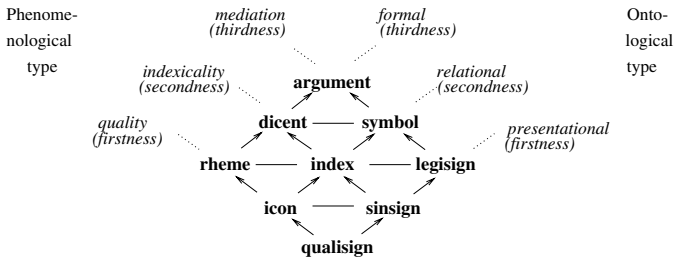 Phenome-
nological
type
mediation
(thirdness)
formal
(thirdness)
Onto-
logical
type
indexicality
(secondness)
argument
relational
(secondness)
quality
(firstness)
dicent
symbol
presentational
(firstness)
rheme
index
legisign
icon
sinsign
qualisign